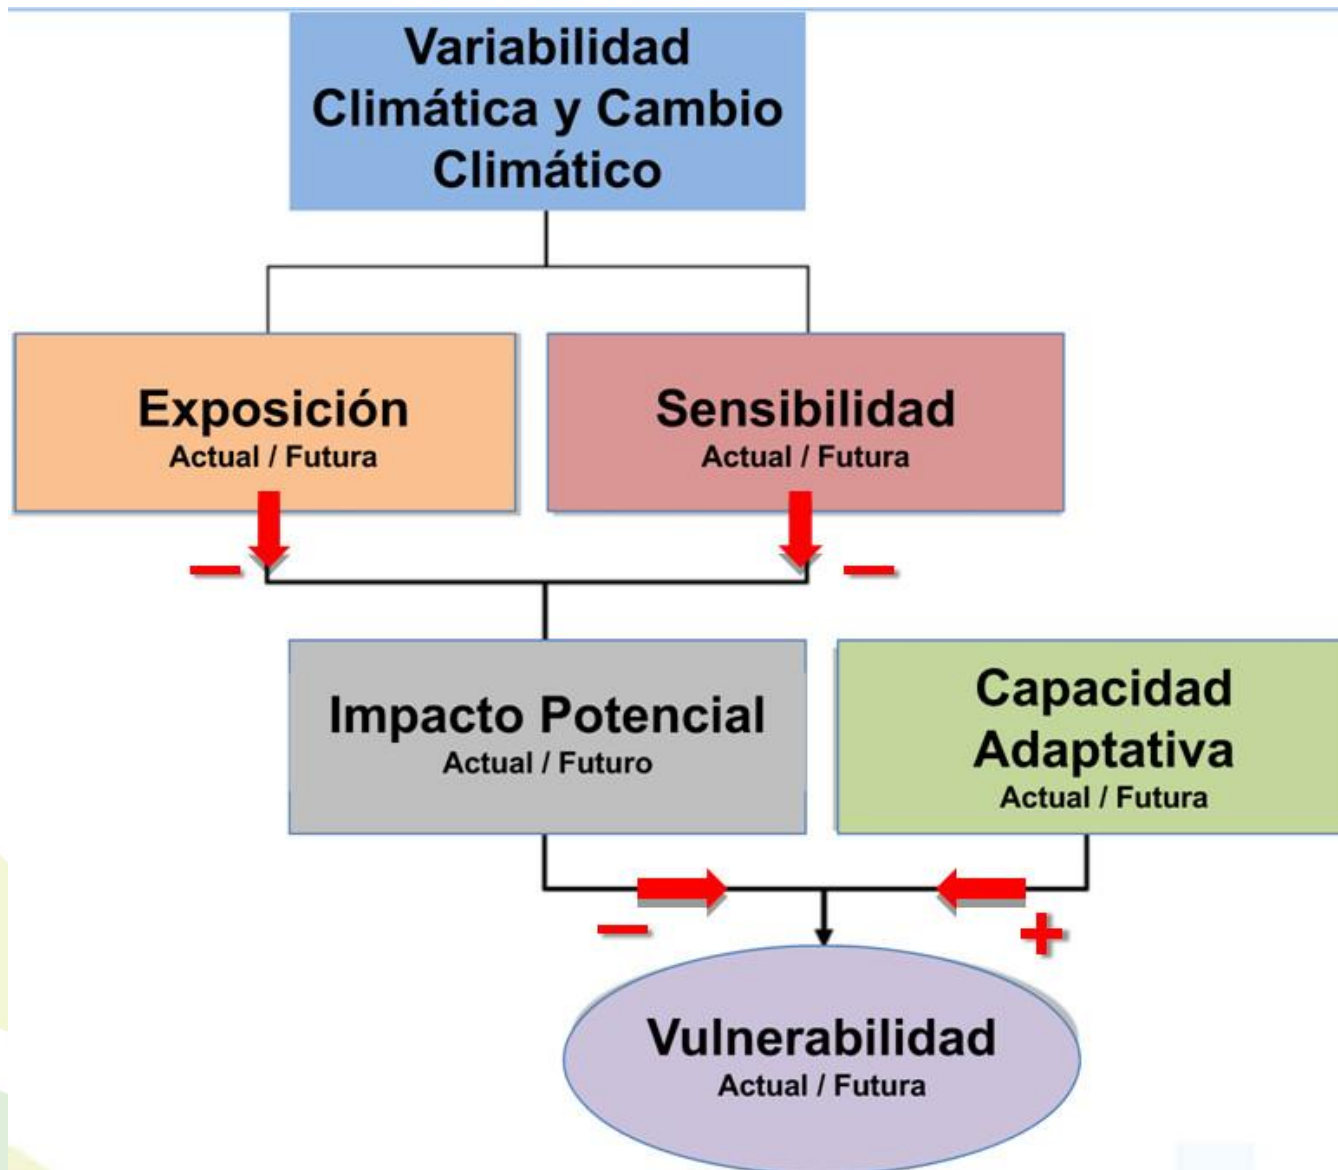 Variabilidad
Climática y Cambio
Climático
Exposición
Actual / Futura
Sensibilidad
Actual / Futura
Impacto Potencial
Actual / Futuro
Capacidad
Adaptativa
Actual / Futura
Vulnerabilidad
Actual / Futura